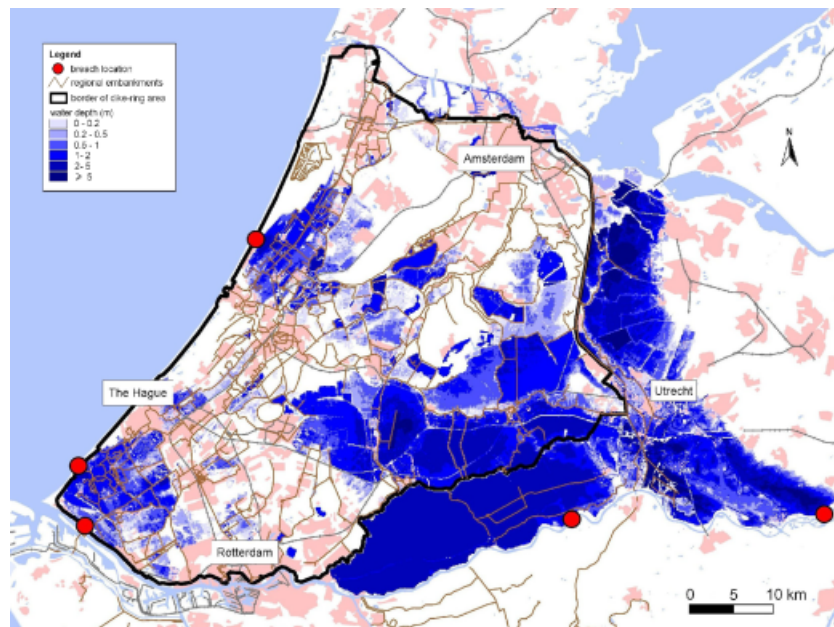 Legend
breach location
regional embankments
border of dike-ring area
water depth (m)
0 - 0.2
0.2 - 0.5
0.5 - 1
1- 2
2- 5
≥ 5
N
Amsterdam
The Hague
Utrecht
Rotterdam
0 5 10 km